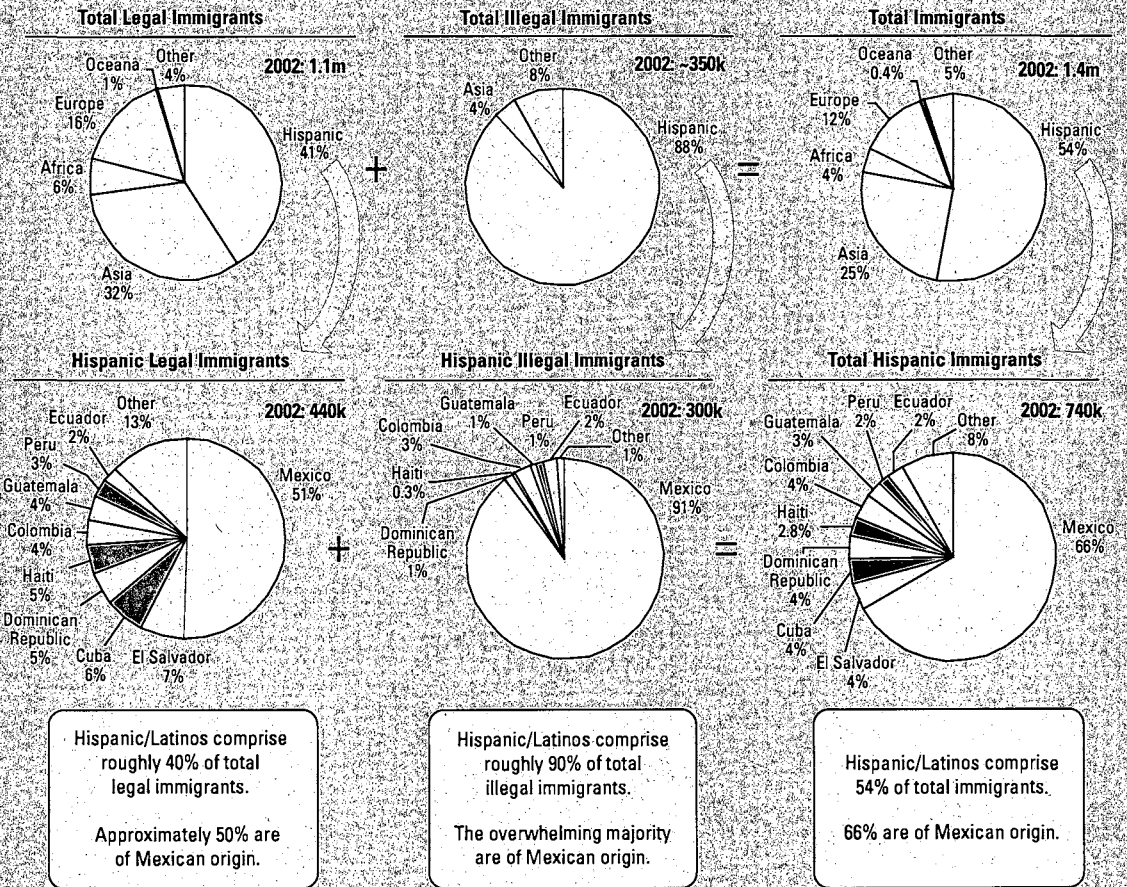 Total Legal Immigrants
2002: 1.1m
Oceana
1%
Other
4%
Europe
16%
Hispanic
41%
Africa
6%
Asia
32%
+
Total Illegal Immigrants
2002: ~350k
Other
8%
Asia
4%
Hispanic
88%
=
Total Immigrants
2002: 1.4m
Oceana
0.4%
Other
5%
Europe
12%
Hispanic
54%
Africa
4%
Asia
25%
Hispanic Legal Immigrants
2002: 440k
Other
13%
Ecuador
2%
Peru
3%
Guatemala
4%
Colombia
4%
Haiti
5%
Dominican
Republic
5%
Cuba
6%
El Salvador
7%
Mexico
51%
+
Hispanic Illegal Immigrants
2002: 300k
Guatemala
1%
Ecuador
2%
Colombia
3%
Peru
1%
Other
1%
Haiti
0.3%
Dominican
Republic
1%
Mexico
91%
=
Total Hispanic Immigrants
2002: 740k
Peru
2%
Ecuador
2%
Other
8%
Guatemala
3%
Colombia
4%
Haiti
2.8%
Dominican
Republic
4%
Cuba
4%
El Salvador
4%
Mexico
66%
Hispanic/Latinos comprise
roughly 40% of total
legal immigrants.
Approximately 50% are
of Mexican origin.
Hispanic/Latinos comprise
roughly 90% of total
illegal immigrants.
The overwhelming majority
are of Mexican origin.
Hispanic/Latinos comprise
54% of total immigrants.
66% are of Mexican origin.